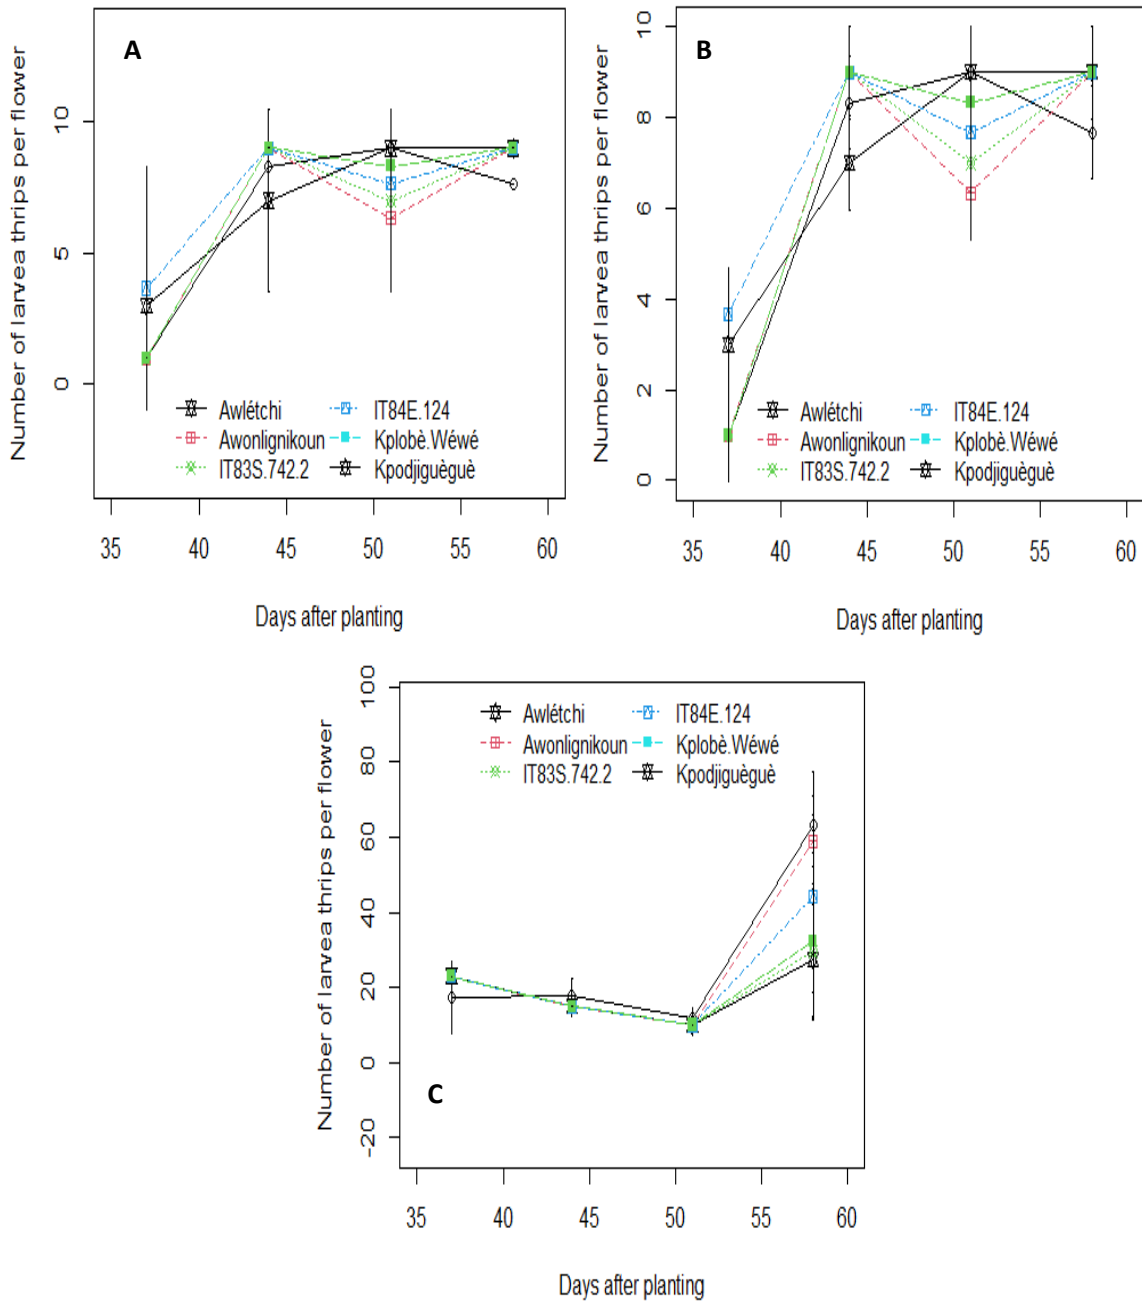 A
Number of larvea thrips per flower
10
5
0
Awlétchi
Awonlignikoun
IT83S.742.2
IT84E.124
Kplobè.Wéwé
Kpodjiguèguè
35 40 45 50 55 60
Days after planting
B
Number of larvea thrips per flower
10
8
6
4
2
0
Awlétchi
Awonlignikoun
IT83S.742.2
IT84E.124
Kplobè.Wéwé
Kpodjiguèguè
35 40 45 50 55 60
Days after planting
Number of larvea thrips per flower
100
80
60
40
20
0
-20
Awlétchi
Awonlignikoun
IT83S.742.2
IT84E.124
Kplobè.Wéwé
Kpodjiguèguè
C
35 40 45 50 55 60
Days after planting